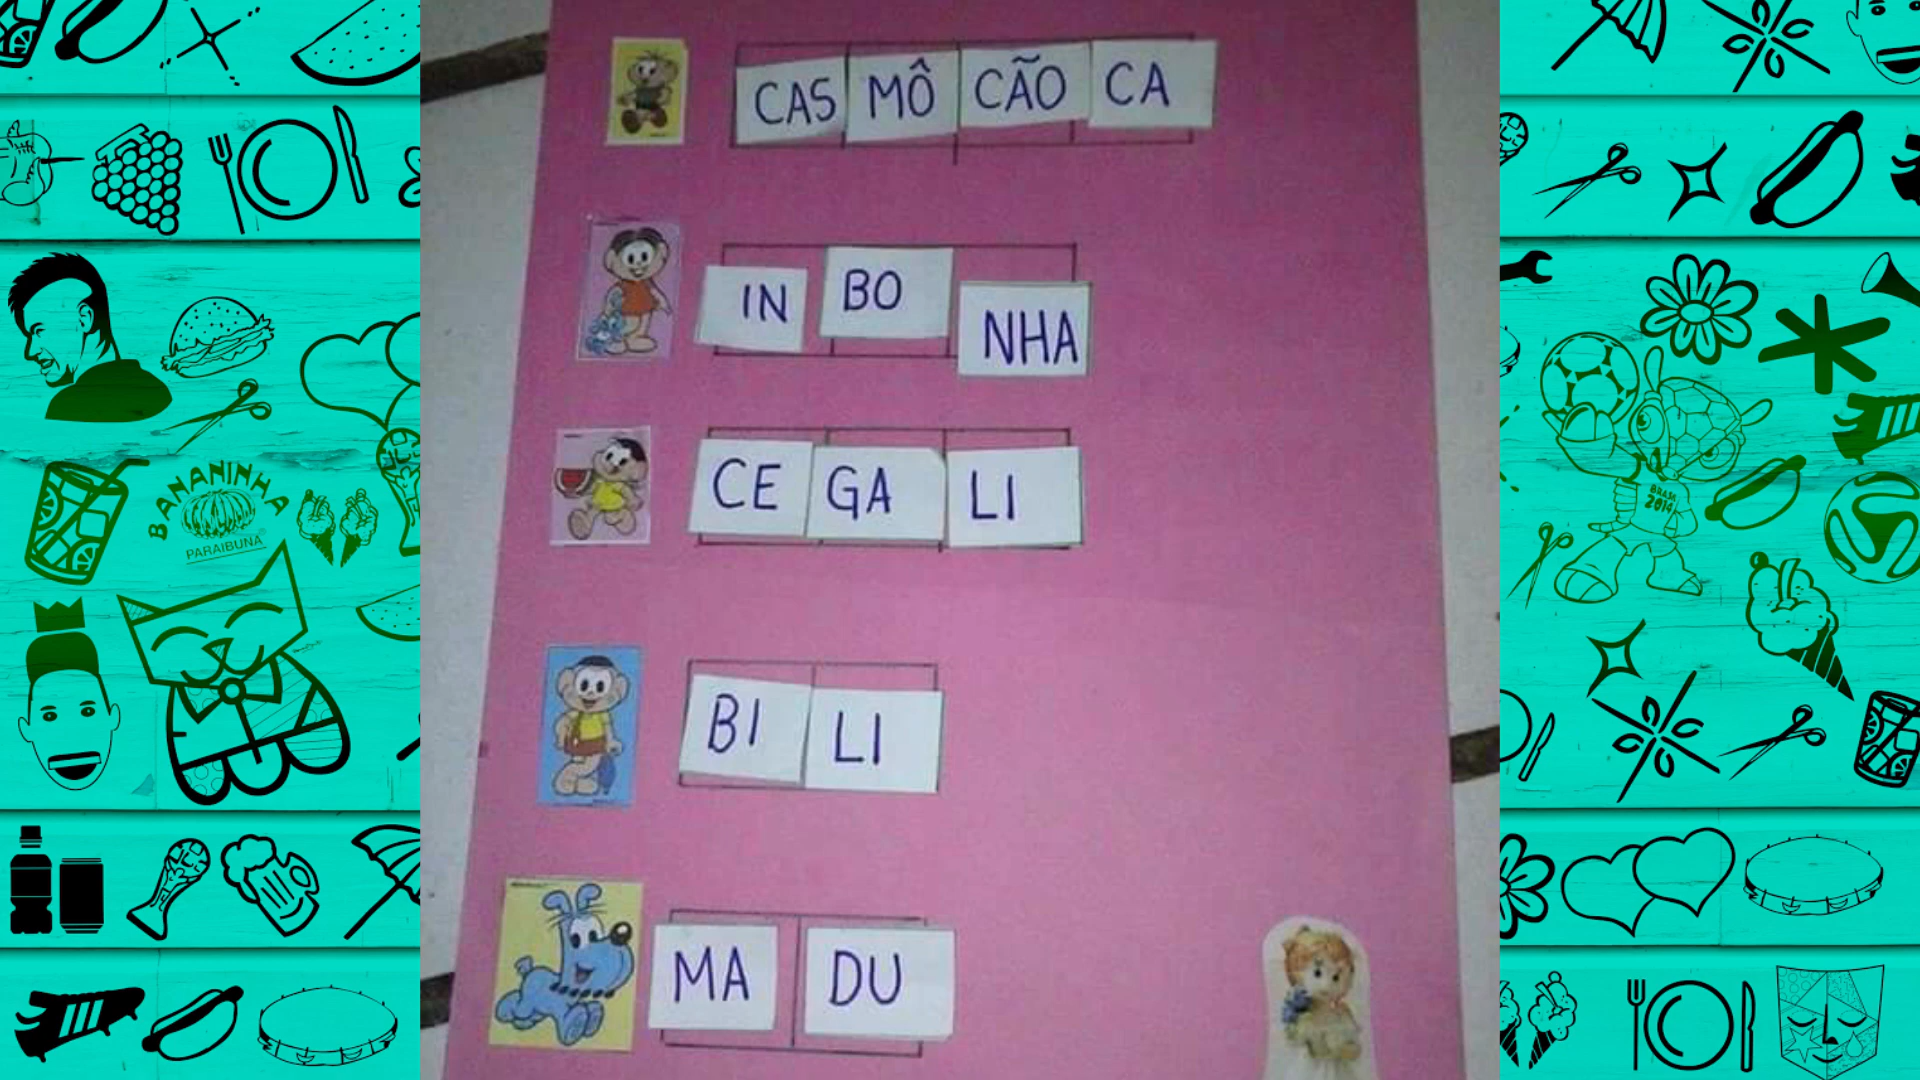 CAS MÔ CÃO CA
IN BO NHA
CE GA LI
BI LI
MA DU
BANANINHA
PARAIBUNA
BRASIL
2014